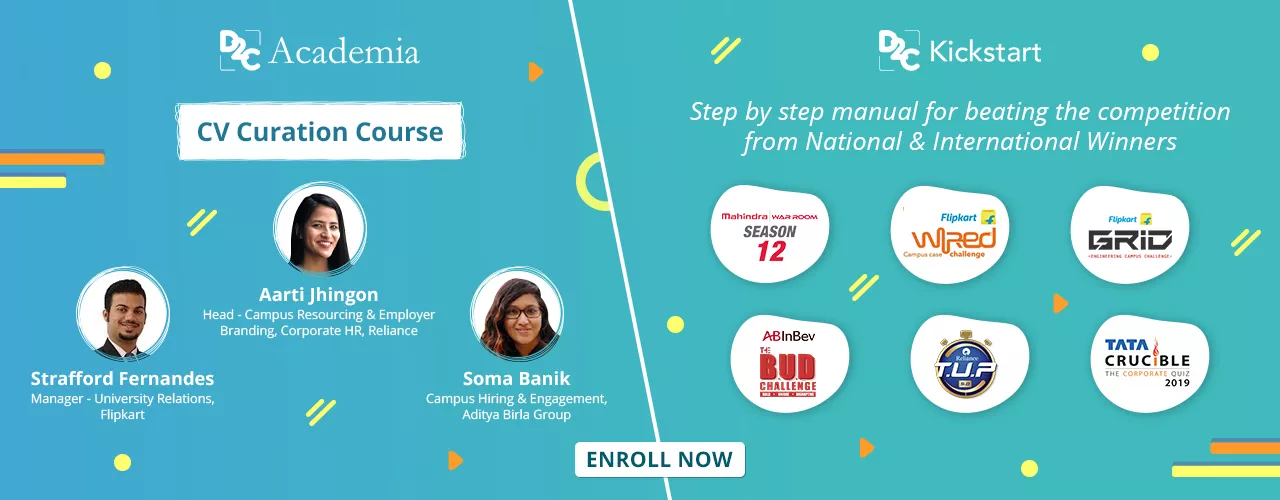 D2C Academia
CV Curation Course
Aarti Jhingon
Head - Campus Resourcing & Employer
Branding, Corporate HR, Reliance
Strafford Fernandes
Manager - University Relations,
Flipkart
Soma Banik
Campus Hiring & Engagement,
Aditya Birla Group
D2C Kickstart
Step by step manual for beating the competition
from National & International Winners
Mahindra WAR ROOM
SEASON
12
Flipkart
WiRed
Campus case challenge
Flipkart
GRiD
ENGINEERING CAMPUS CHALLENGE
ABInBev
THE
BUD
CHALLENGE
Reliance
T.U.P
TATA
CRUCiBLE
THE CORPORATE QUIZ
2019
ENROLL NOW